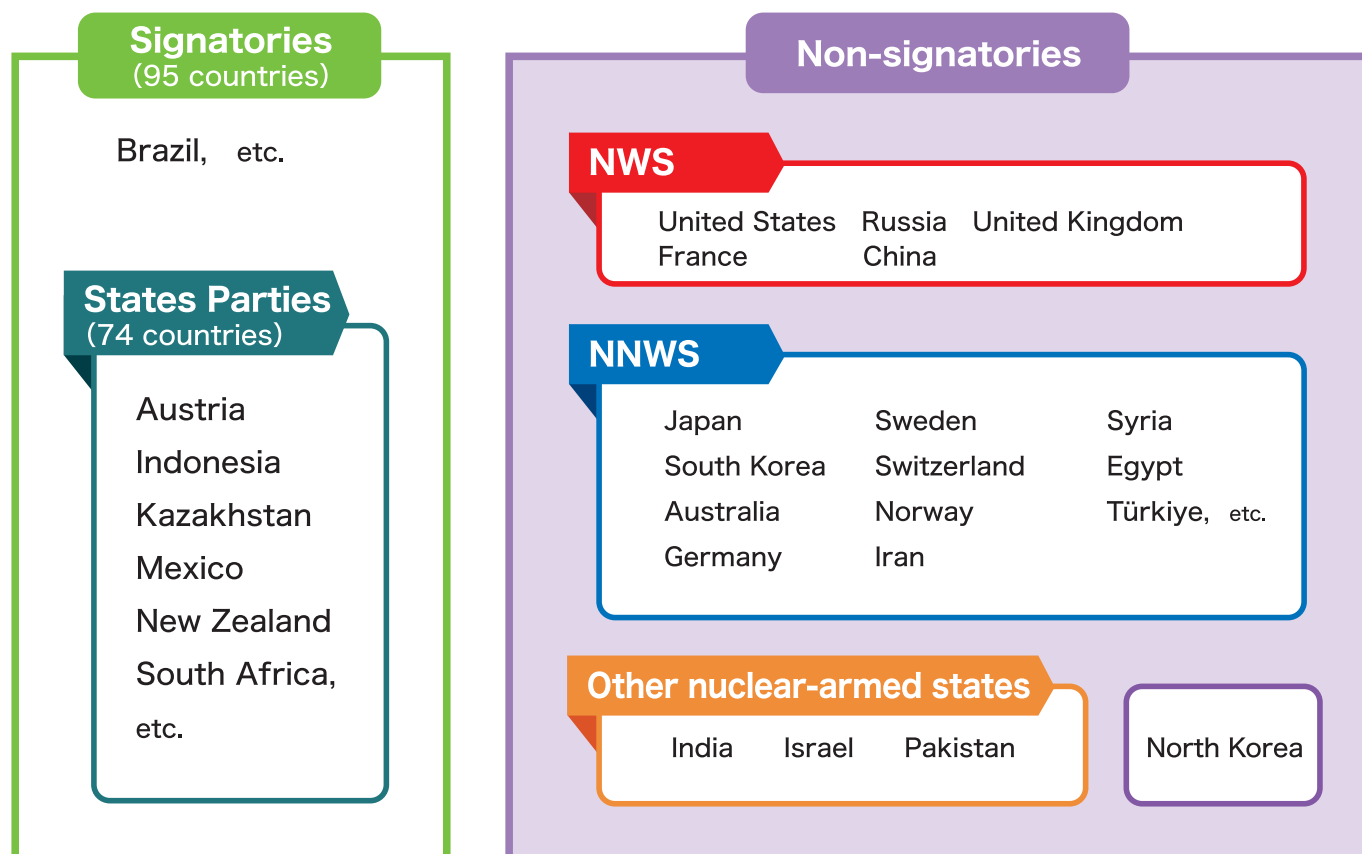 Signatories
(95 countries)
Brazil, etc.
States Parties
(74 countries)
Austria
Indonesia
Kazakhstan
Mexico
New Zealand
South Africa,
etc.
Non-signatories
NWS
United States Russia United Kingdom
France China
NNWS
Japan Sweden Syria
South Korea Switzerland Egypt
Australia Norway Türkiye, etc.
Germany Iran
Other nuclear-armed states
India Israel Pakistan
North Korea